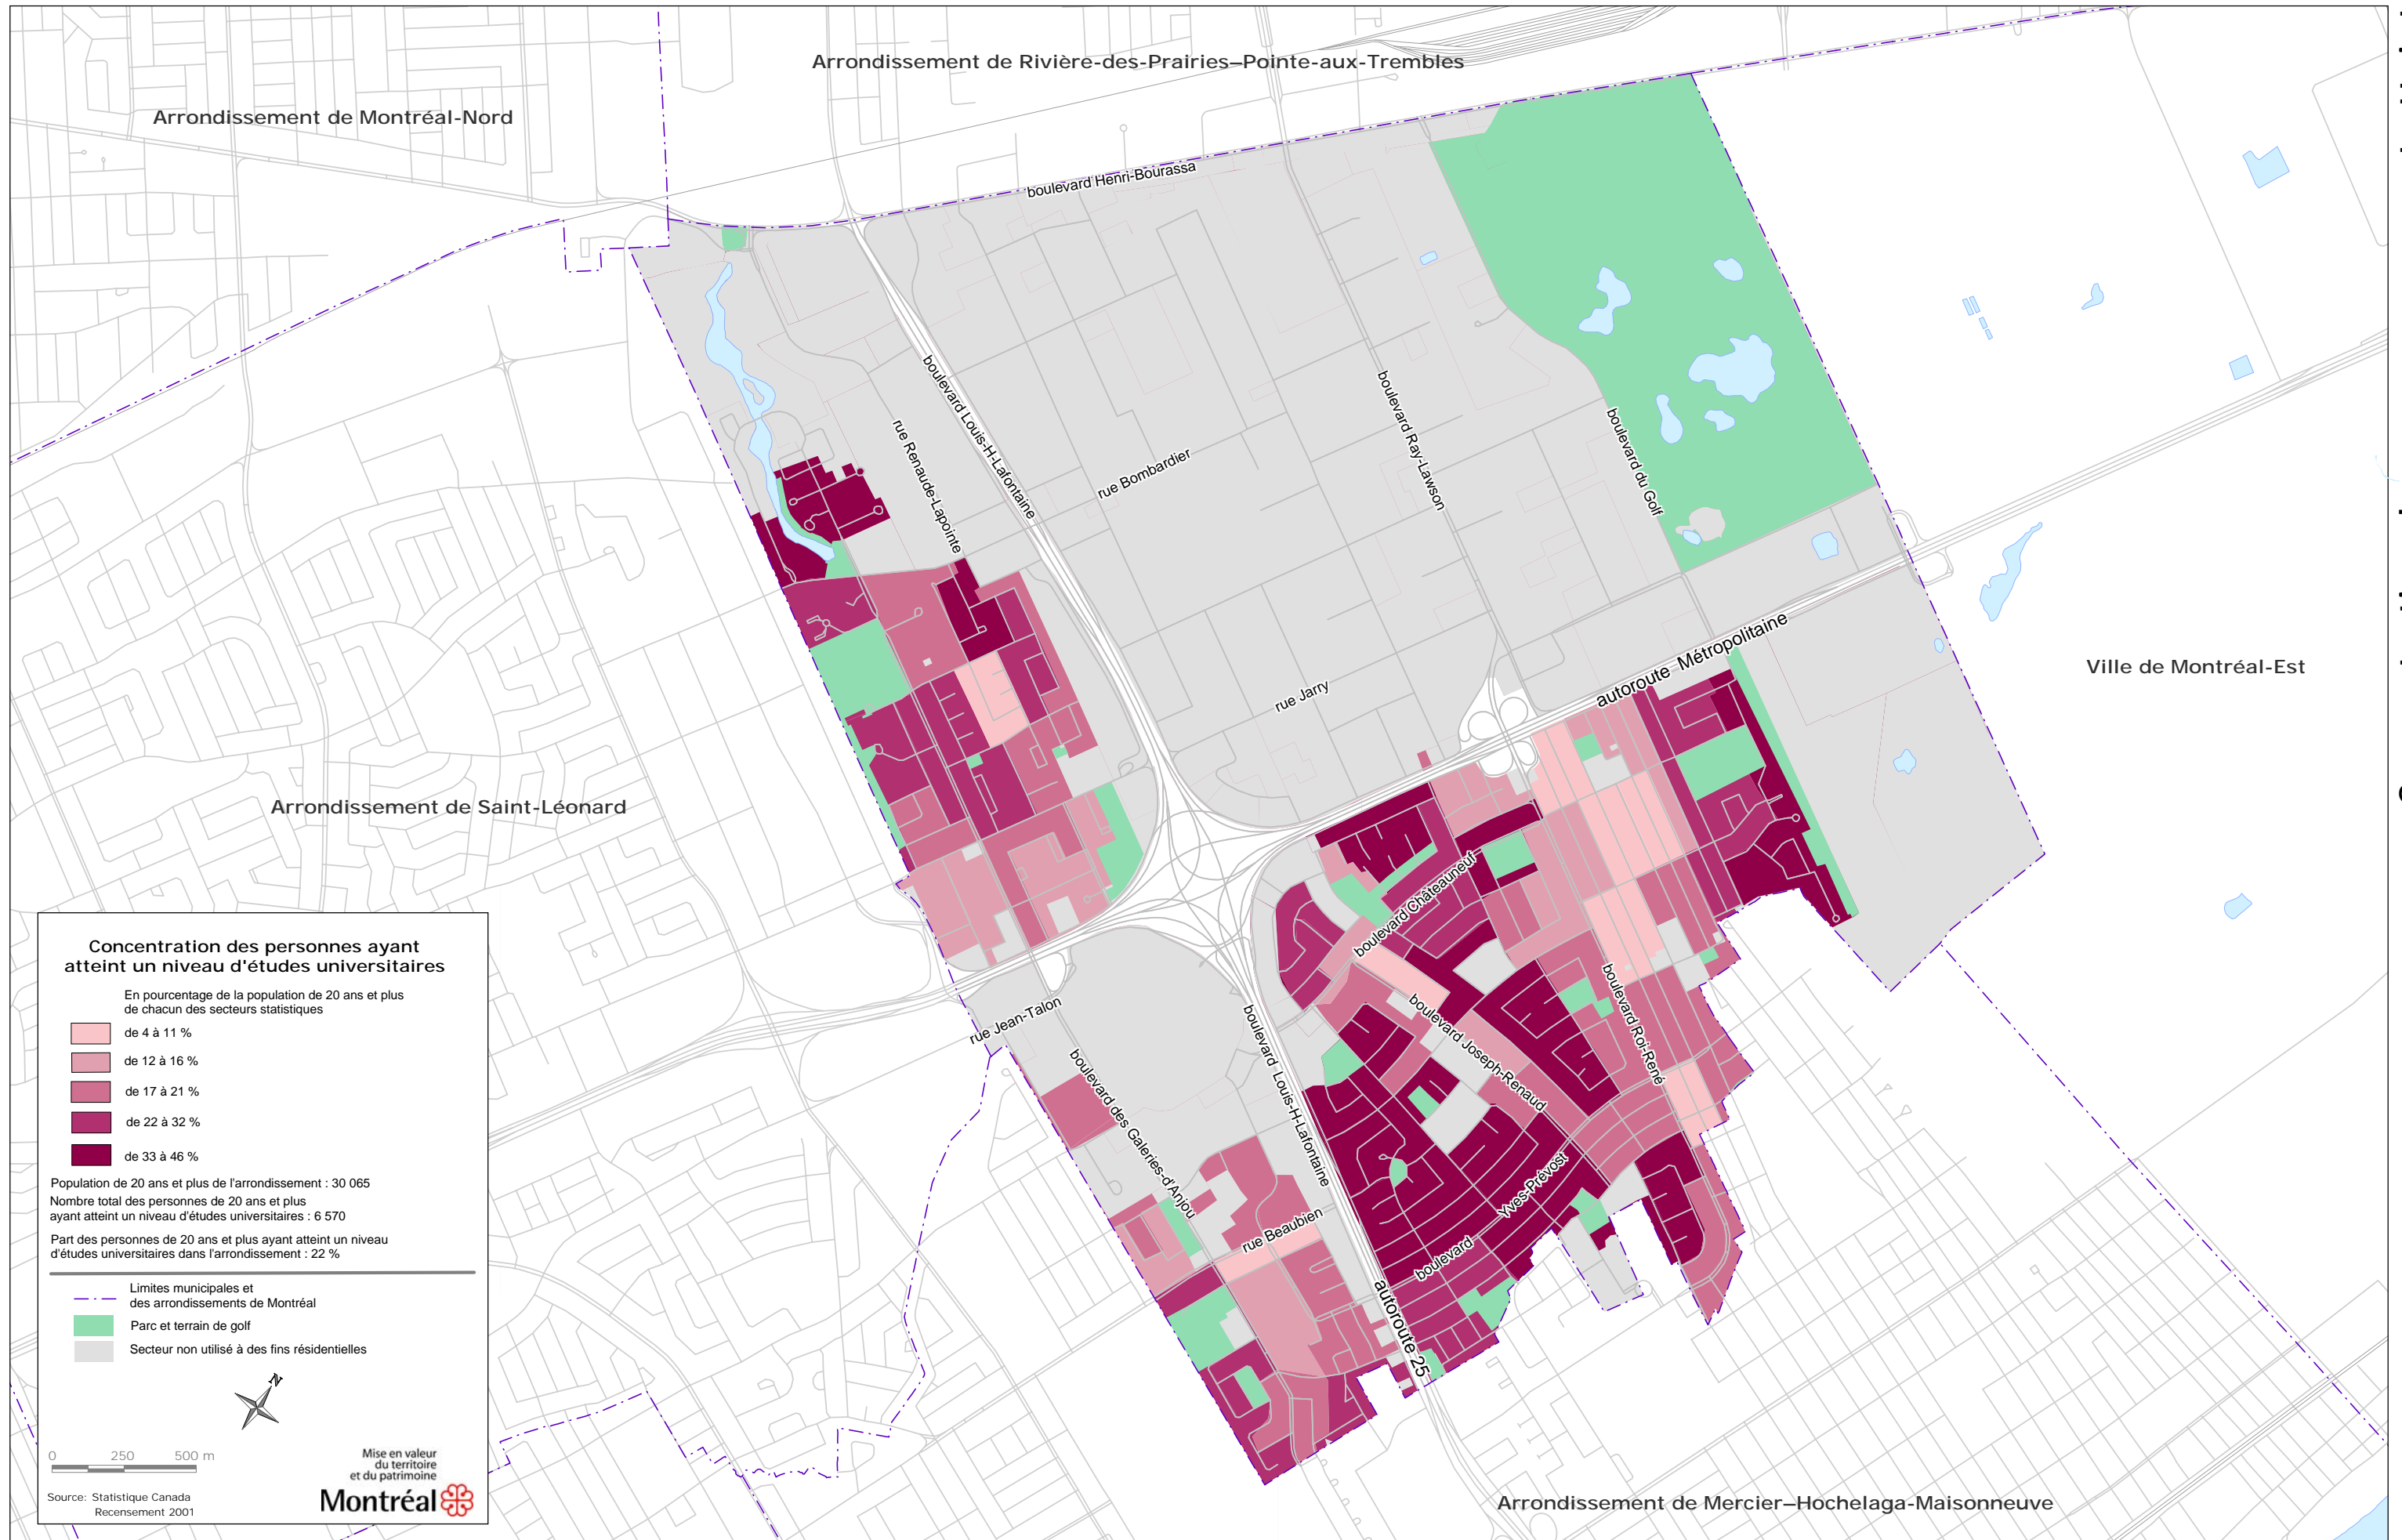 Arrondissement de Rivière-des-Prairies–Pointe-aux-Trembles
Arrondissement de Montréal-Nord
boulevard Henri-Bourassa
boulevard Louis-H-Lafontaine
rue Renaude-Lapointe
rue Bombardier
boulevard Ray-Lawson
boulevard du Golf
autoroute Métropolitaine
Ville de Montréal-Est
rue Jarry
Arrondissement de Saint-Léonard
boulevard Châteauneuf
boulevard Roi-René
boulevard Joseph-Renaud
rue Jean-Talon
boulevard des Galeries-d'Anjou
boulevard Louis-H-Lafontaine
boulevard Yves-Prévost
rue Beaubien
autoroute 25
Arrondissement de Mercier–Hochelaga-Maisonneuve
Concentration des personnes ayant
atteint un niveau d'études universitaires
En pourcentage de la population de 20 ans et plus
de chacun des secteurs statistiques
de 4 à 11 %
de 12 à 16 %
de 17 à 21 %
de 22 à 32 %
de 33 à 46 %
Population de 20 ans et plus de l'arrondissement : 30 065
Nombre total des personnes de 20 ans et plus
ayant atteint un niveau d'études universitaires : 6 570
Part des personnes de 20 ans et plus ayant atteint un niveau
d'études universitaires dans l'arrondissement : 22 %
Limites municipales et
des arrondissements de Montréal
Parc et terrain de golf
Secteur non utilisé à des fins résidentielles
N
0 250 500 m
Mise en valeur
du territoire
et du patrimoine
Montréal
Source: Statistique Canada
Recensement 2001